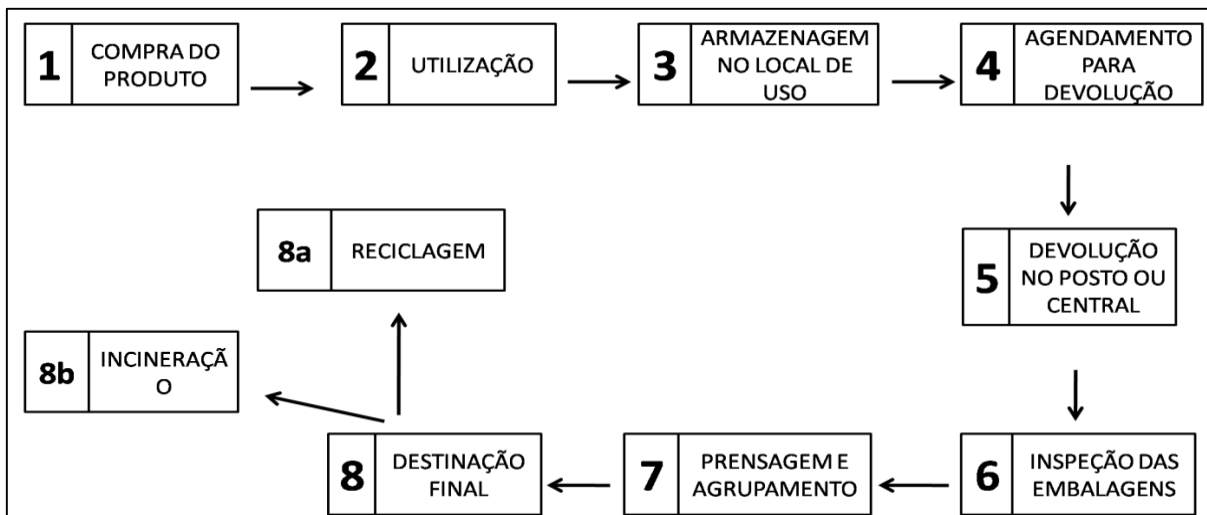 1
COMPRA DO
PRODUTO
2
UTILIZAÇÃO
3
ARMAZENAGEM
NO LOCAL DE
USO
4
AGENDAMENTO
PARA
DEVOLUÇÃO
5
DEVOLUÇÃO
NO POSTO OU
CENTRAL
6
INSPEÇÃO DAS
EMBALAGENS
7
PRENSAGEM E
AGRUPAMENTO
8
DESTINAÇÃO
FINAL
8a
RECICLAGEM
8b
INCINERAÇÃ
O